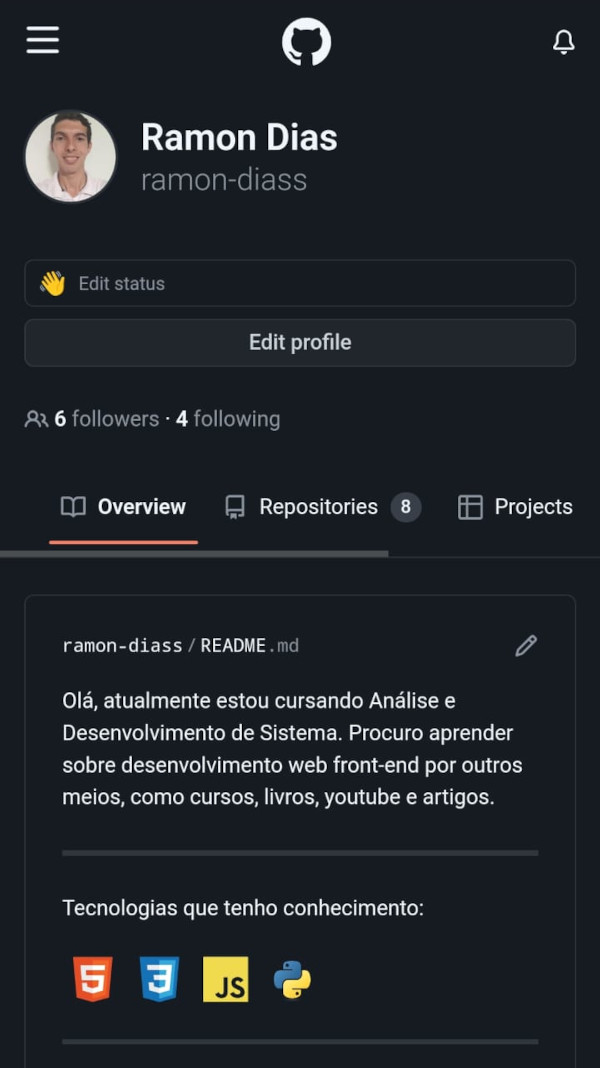 Ramon Dias
ramon-diass
Edit status
Edit profile
6 followers · 4 following
Overview Repositories 8 Projects
ramon-diass/README.md
Olá, atualmente estou cursando Análise e
Desenvolvimento de Sistema. Procuro aprender
sobre desenvolvimento web front-end por outros
meios, como cursos, livros, youtube e artigos.
Tecnologias que tenho conhecimento:
5 3 JS